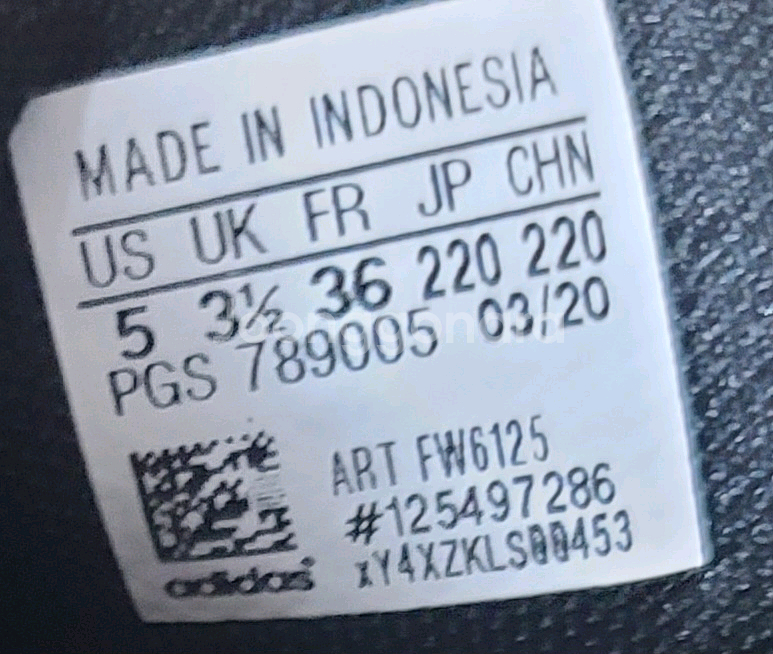 MADE IN INDONESIA
US UK FR JP CHN
5 3½ 36 220 220
PGS 789005 03/20
ART FW6125
#125497286
xY4XZKLS00453
adidas